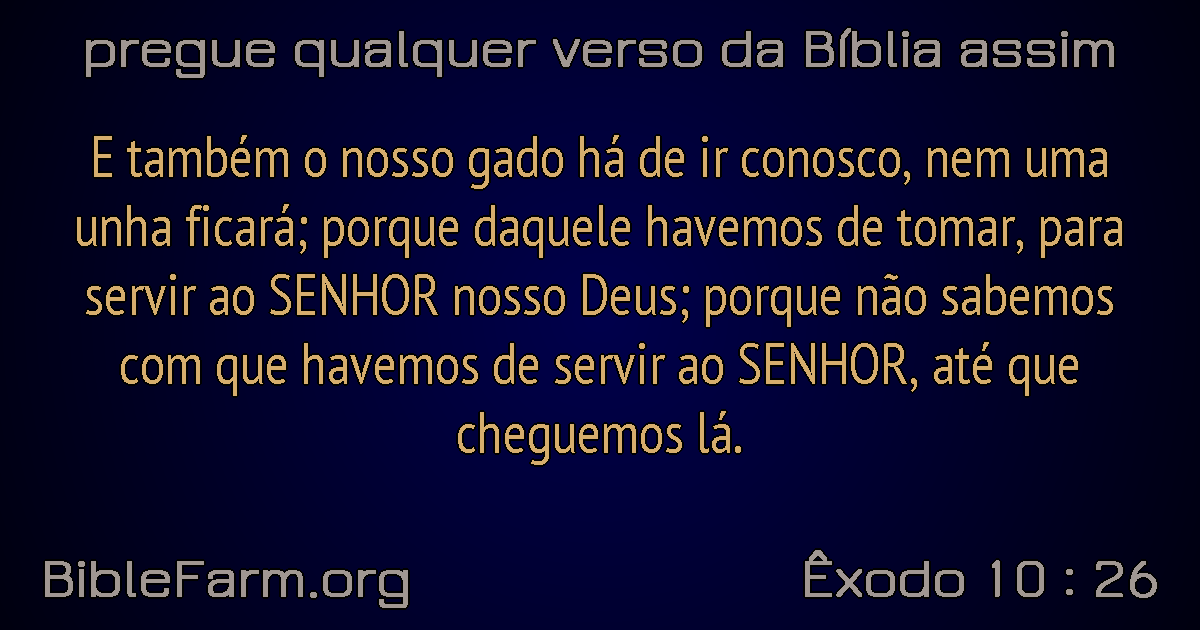 pregue qualquer verso da Bíblia assim
E também o nosso gado há de ir conosco, nem uma
unha ficará; porque daquele havemos de tomar, para
servir ao SENHOR nosso Deus; porque não sabemos
com que havemos de servir ao SENHOR, até que
cheguemos lá.
BibleFarm.org
Êxodo 10 : 26